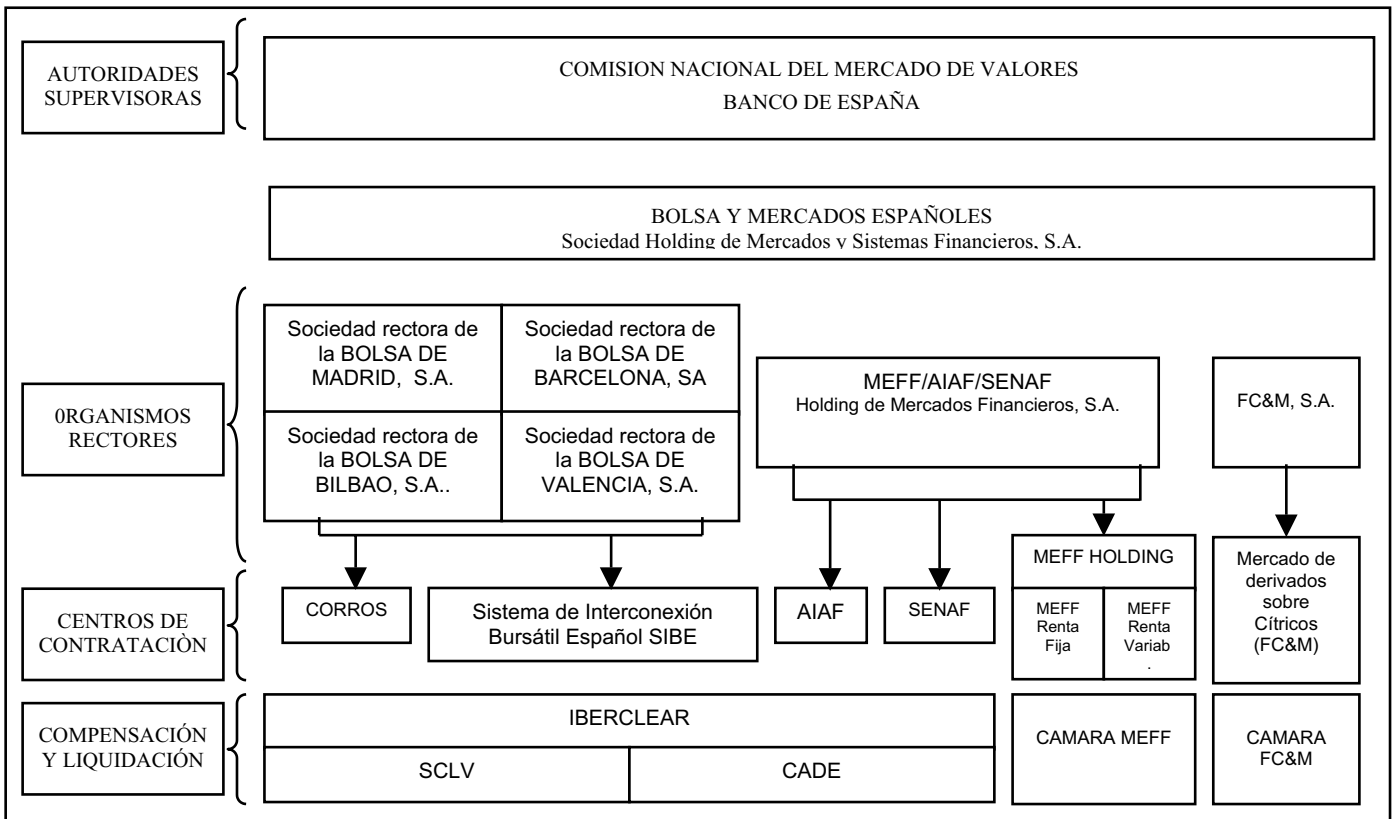 AUTORIDADES
SUPERVISORAS
COMISION NACIONAL DEL MERCADO DE VALORES
BANCO DE ESPAÑA
BOLSA Y MERCADOS ESPAÑOLES
Sociedad Holding de Mercados y Sistemas Financieros, S.A.
0RGANISMOS
RECTORES
Sociedad rectora de
la BOLSA DE
MADRID, S.A.
Sociedad rectora de
la BOLSA DE
BARCELONA, SA
Sociedad rectora de
la BOLSA DE
BILBAO, S.A..
Sociedad rectora de
la BOLSA DE
VALENCIA, S.A.
MEFF/AIAF/SENAF
Holding de Mercados Financieros, S.A.
FC&M, S.A.
CENTROS DE
CONTRATACIÒN
CORROS
Sistema de Interconexión
Bursátil Español SIBE
AIAF
SENAF
MEFF HOLDING
MEFF
Renta
Fija
MEFF
Renta
Variab
.
Mercado de
derivados
sobre
Cítricos
(FC&M)
COMPENSACIÓN
Y LIQUIDACIÓN
IBERCLEAR
SCLV
CADE
CAMARA MEFF
CAMARA
FC&M